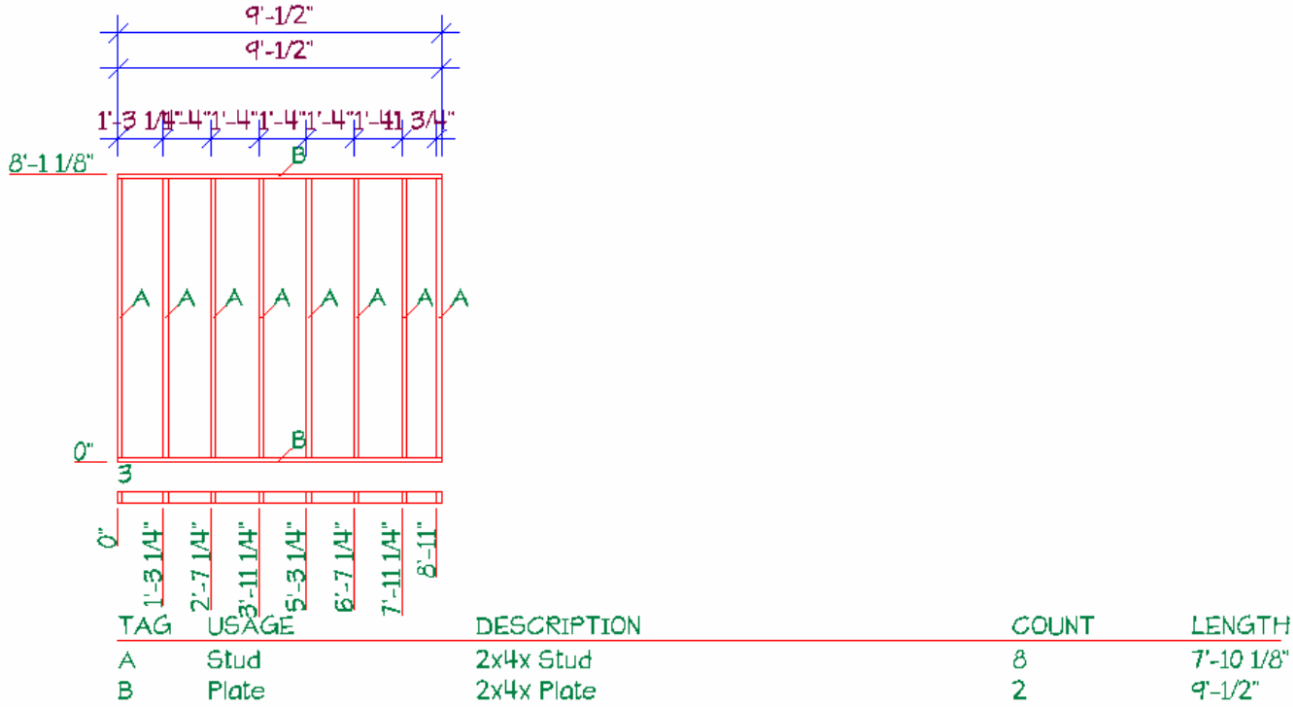 9'-1/2"
9'-1/2"
1'-3 1/4" 1'-4" 1'-4" 1'-4" 1'-4" 1'-4" 11 3/4"
B
8'-1 1/8"
A A A A A A A A
B
0"
3
0" 1'-3 1/4" 2'-7 1/4" 3'-11 1/4" 5'-3 1/4" 6'-7 1/4" 7'-11 1/4" 8'-11"
TAG USAGE DESCRIPTION COUNT LENGTH
A Stud 2x4x Stud 8 7'-10 1/8"
B Plate 2x4x Plate 2 9'-1/2"